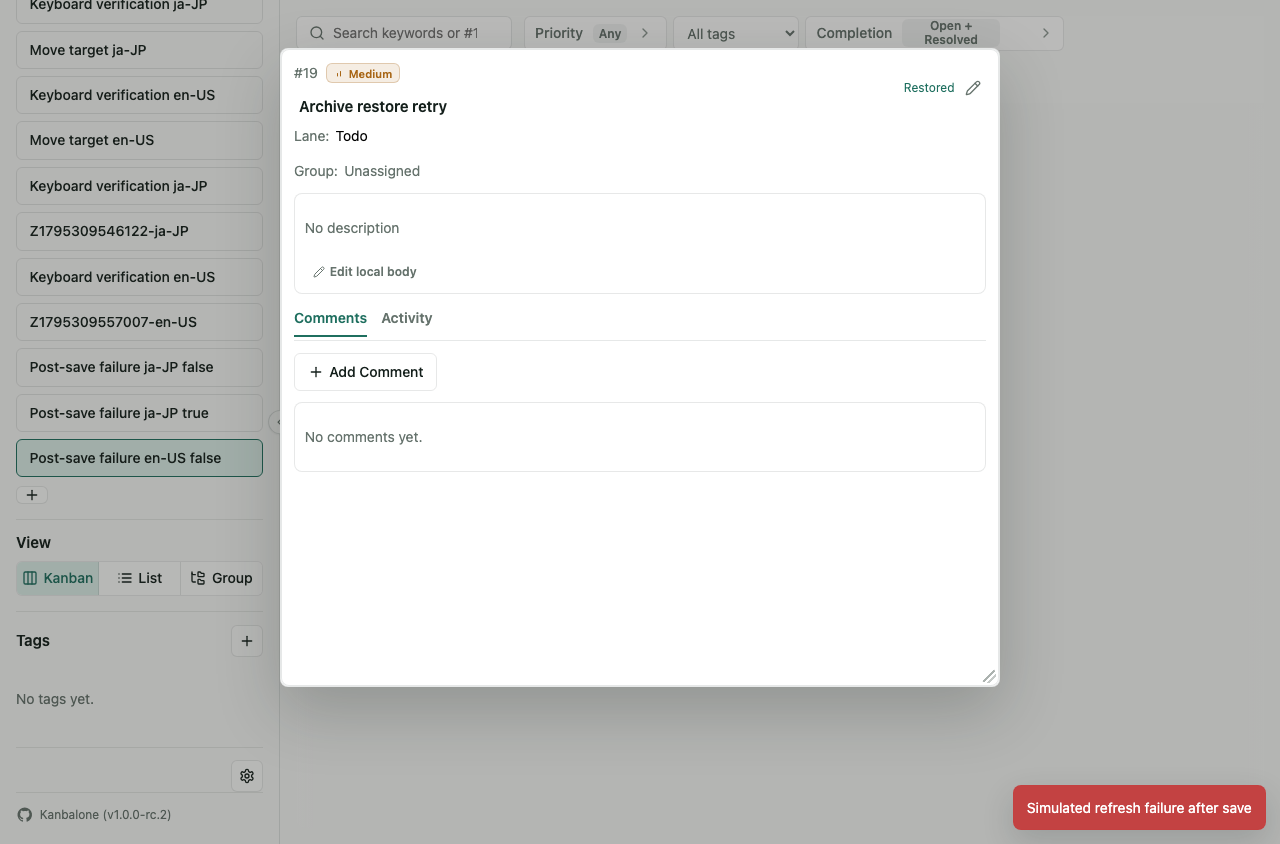 Keyboard verification ja-JP
Move target ja-JP
Keyboard verification en-US
Move target en-US
Keyboard verification ja-JP
Z1795309546122-ja-JP
Keyboard verification en-US
Z1795309557007-en-US
Post-save failure ja-JP false
Post-save failure ja-JP true
Post-save failure en-US false
View
Kanban
List
Group
Tags
No tags yet.
Kanbalone (v1.0.0-rc.2)
Search keywords or #1
Priority Any
All tags
Completion
Open +
Resolved
#19 Medium
Restored
Archive restore retry
Lane: Todo
Group: Unassigned
No description
Edit local body
Comments Activity
Add Comment
No comments yet.
Simulated refresh failure after save